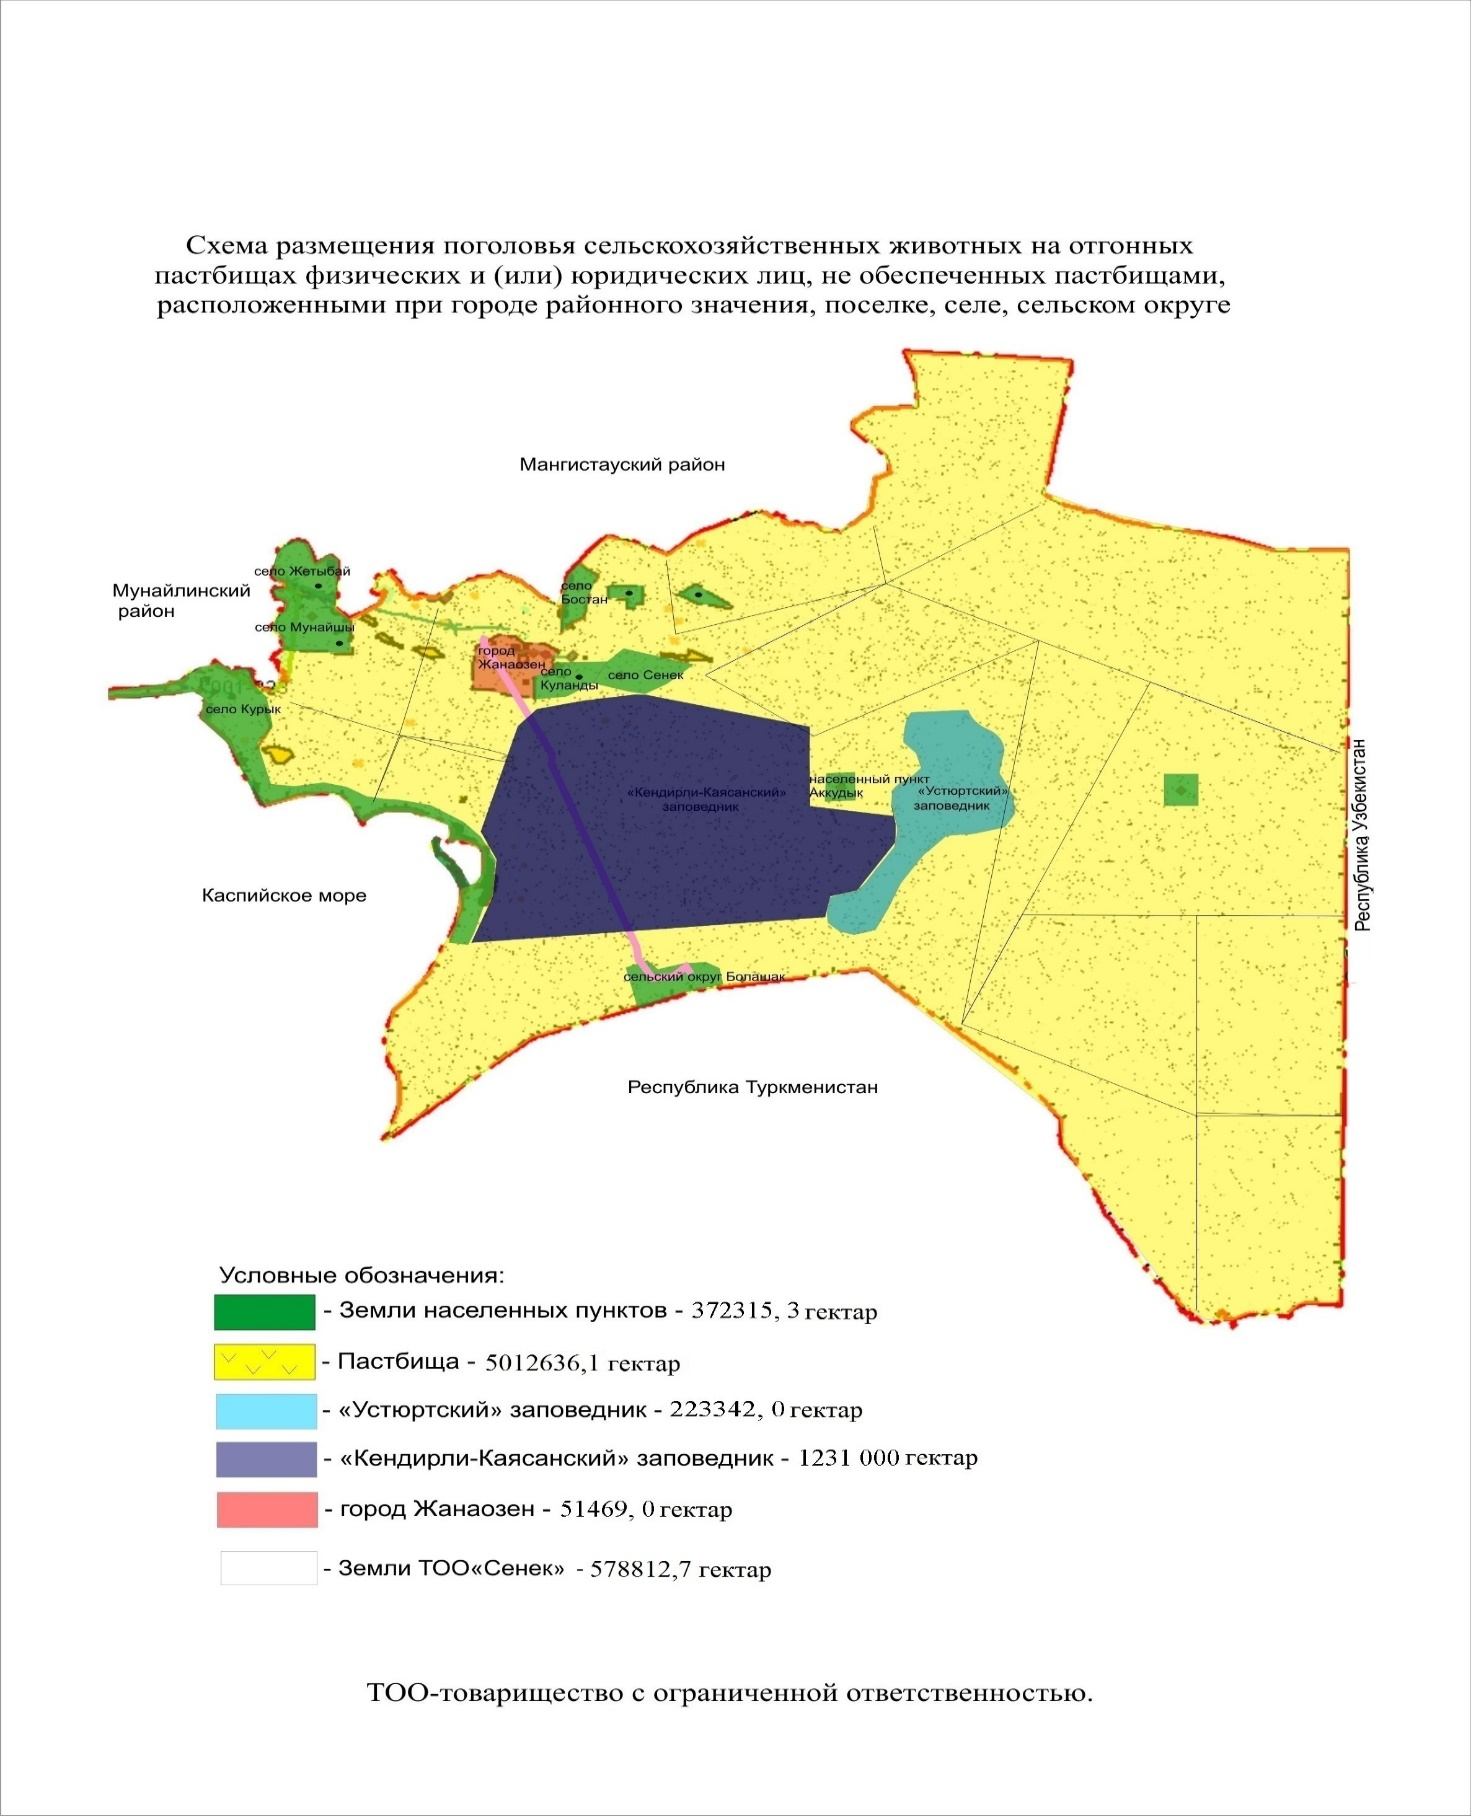 Схема размещения поголовья сельскохозяйственных животных на отгонных
пастбищах физических и (или) юридических лиц, не обеспеченных пастбищами,
расположенными при городе районного значения, поселке, селе, сельском округе
Мангистауский район
село Жетыбай
Мунайлинский
район
село Мунайшы
село
Бостан
город
Жанаозен
село
Куланды
село Сенек
село Курык
«Кендирли-Каясанский»
заповедник
населенный пункт
Аккудык
«Устюртский»
заповедник
Республика Узбекистан
Каспийское море
сельский округ Болашак
Республика Туркменистан
Условные обозначения:
- Земли населенных пунктов - 372315, 3 гектар
- Пастбища - 5012636,1 гектар
- «Устюртский» заповедник - 223342, 0 гектар
- «Кендирли-Каясанский» заповедник - 1231 000 гектар
- город Жанаозен - 51469, 0 гектар
- Земли ТОО«Сенек» - 578812,7 гектар
ТОО-товарищество с ограниченной ответственностью.